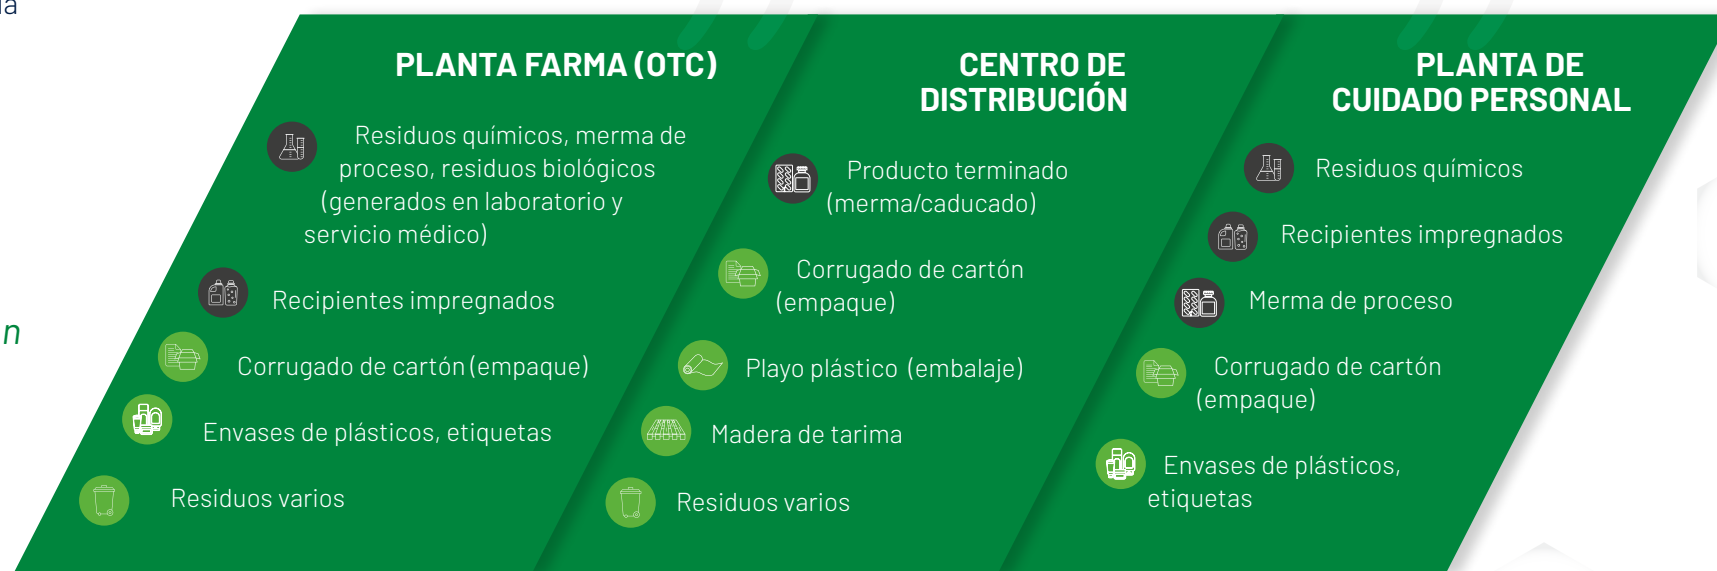 PLANTA FARMA (OTC)
Residuos químicos, merma de
proceso, residuos biológicos
(generados en laboratorio y
servicio médico)
Recipientes impregnados
Corrugado de cartón (empaque)
Envases de plásticos, etiquetas
Residuos varios
CENTRO DE
DISTRIBUCIÓN
Producto terminado
(merma/caducado)
Corrugado de cartón
(empaque)
Playo plástico (embalaje)
Madera de tarima
Residuos varios
PLANTA DE
CUIDADO PERSONAL
Residuos químicos
Recipientes impregnados
Merma de proceso
Corrugado de cartón
(empaque)
Envases de plásticos,
etiquetas